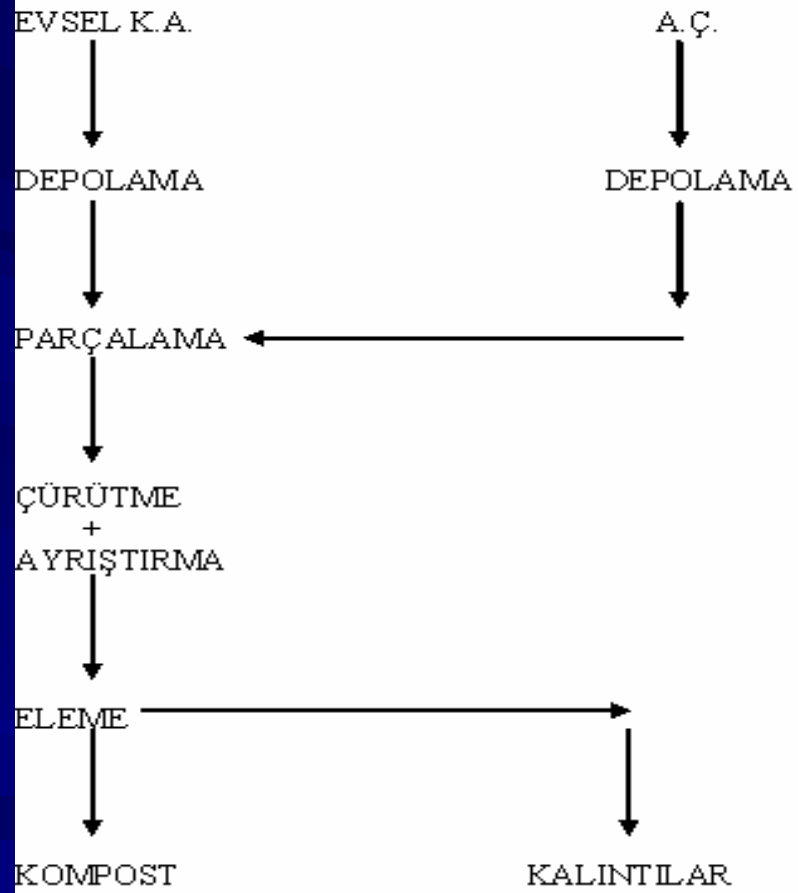 EVSEL K.A.
A.Ç.
DEPOLAMA
DEPOLAMA
PARÇALAMA
ÇÜRÜTME
+
AYRIŞTIRMA
ELEME
KOMPOST
KALINTILAR